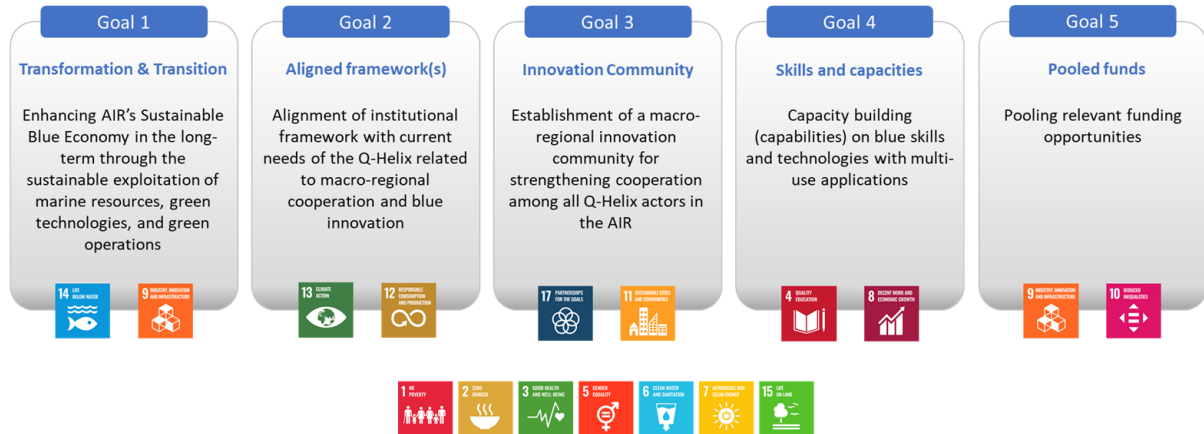 Goal 1
Transformation & Transition
Enhancing AIR's Sustainable
Blue Economy in the long-
term through the
sustainable exploitation of
marine resources, green
technologies, and green
operations
14 LIFE
BELOW WATER
9 INDUSTRY, INNOVATION
AND INFRASTRUCTURE
Goal 2
Aligned framework(s)
Alignment of institutional
framework with current
needs of the Q-Helix related
to macro-regional
cooperation and blue
innovation
13 CLIMATE
ACTION
12 RESPONSIBLE
CONSUMPTION
AND PRODUCTION
Goal 3
Innovation Community
Establishment of a macro-
regional innovation
community for
strengthening cooperation
among all Q-Helix actors in
the AIR
17 PARTNERSHIPS
FOR THE GOALS
11 SUSTAINABLE CITIES
AND COMMUNITIES
Goal 4
Skills and capacities
Capacity building
(capabilities) on blue skills
and technologies with multi-
use applications
4 QUALITY
EDUCATION
8 DECENT WORK AND
ECONOMIC GROWTH
Goal 5
Pooled funds
Pooling relevant funding
opportunities
9 INDUSTRY, INNOVATION
AND INFRASTRUCTURE
10 REDUCED
INEQUALITIES
1 NO
POVERTY
2 ZERO
HUNGER
3 GOOD HEALTH
AND WELL-BEING
5 GENDER
EQUALITY
6 CLEAN WATER
AND SANITATION
7 AFFORDABLE AND
CLEAN ENERGY
15 LIFE
ON LAND